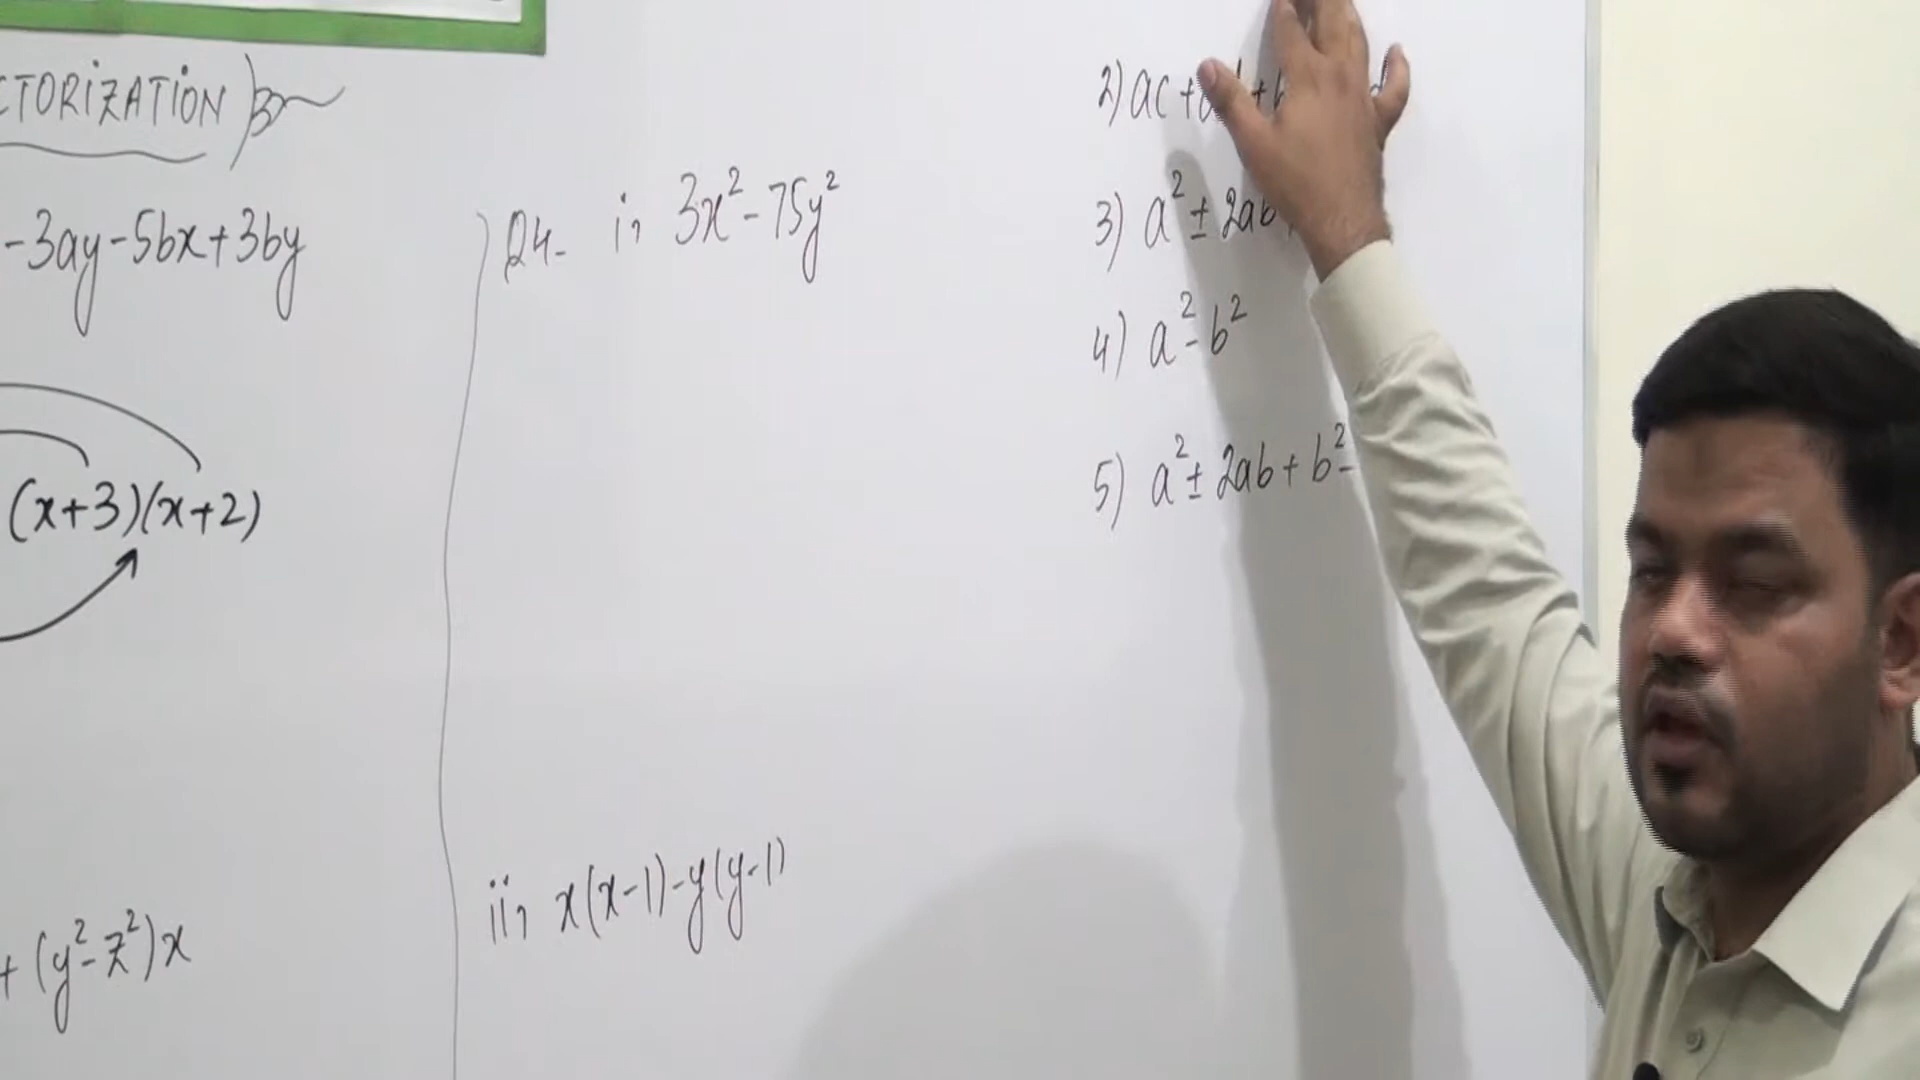 CTORIZATION
-3ay-5bx+3by
(x+3)(x+2)
+ (y²-z²)x
Q4- i, 3x²-75y²
ii, x(x-1)-y(y-1)
2) ac +
3) a² ± 2ab
4) a²-b²
5) a² ± 2ab + b² -